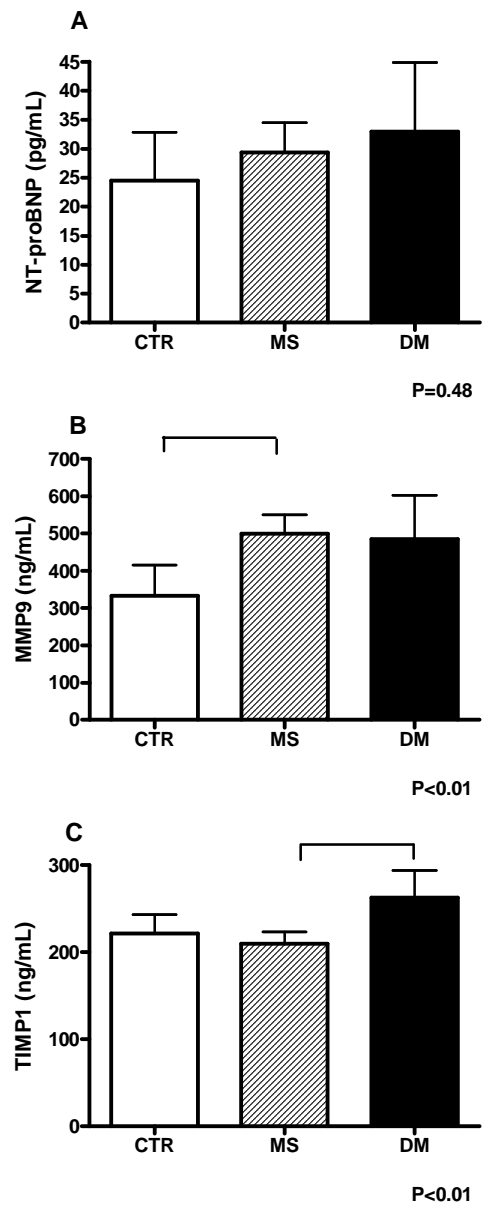 A
NT-proBNP (pg/mL)
45
40
35
30
25
20
15
10
5
0
CTR MS DM
P=0.48
B
MMP9 (ng/mL)
700
600
500
400
300
200
100
0
CTR MS DM
P<0.01
C
TIMP1 (ng/mL)
300
200
100
0
CTR MS DM
P<0.01